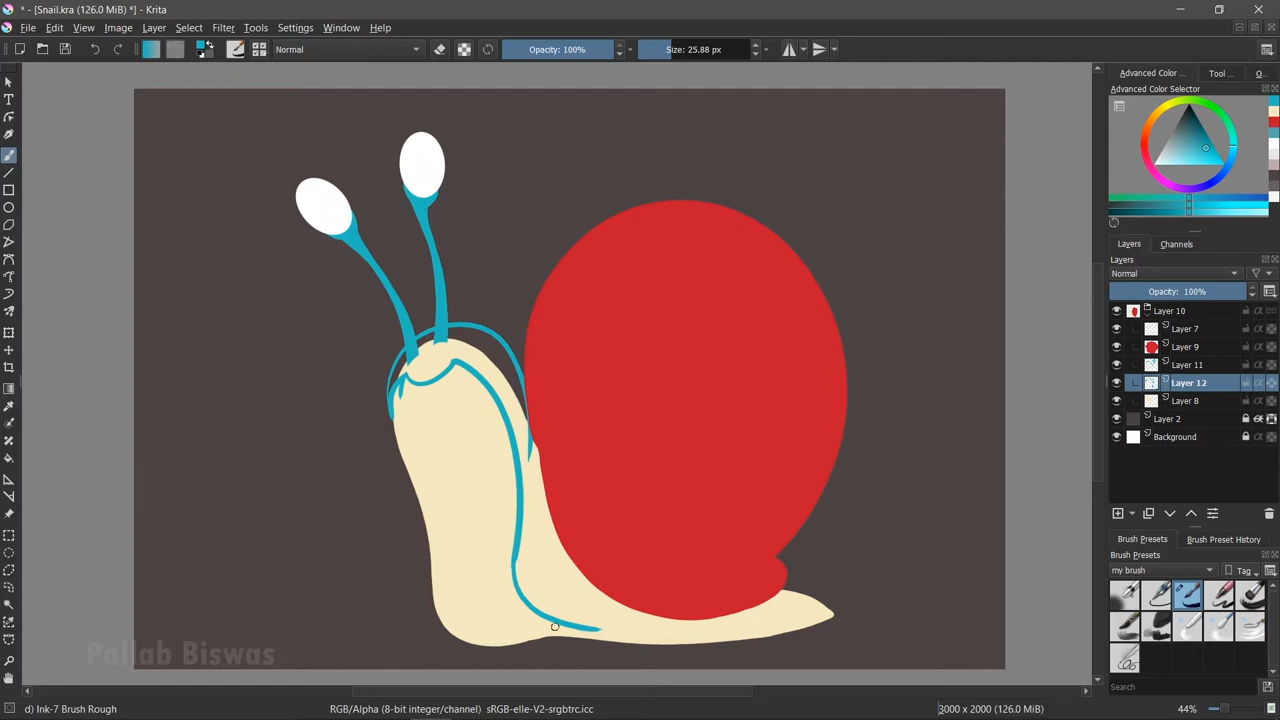 * - [Snail.kra (126.0 MiB) *] - Krita
File Edit View Image Layer Select Filter Tools Settings Window Help
Normal Opacity: 100% Size: 25.88 px
Advanced Color ... Tool ... O...
Advanced Color Selector
Layers Channels
Layers
Normal
Opacity: 100%
Layer 10
Layer 7
Layer 9
Layer 11
Layer 12
Layer 8
Layer 2
Background
Brush Presets Brush Preset History
Brush Presets
my brush Tag
Search
Pallab Biswas
d) Ink-7 Brush Rough RGB/Alpha (8-bit integer/channel) sRGB-elle-V2-srgbtrc.icc 3000 x 2000 (126.0 MiB) 44%